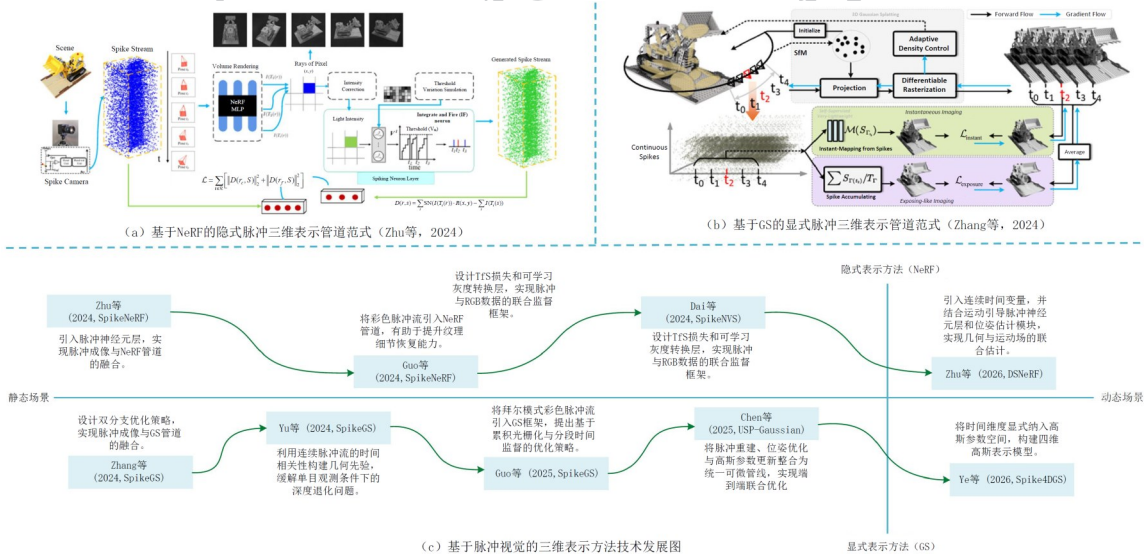 Scene
Spike Stream
Volume Rendering
NeRF
MLP
Rays of Pixel
(x,y)
Intensity
Correction
Threshold
Variation Simulation
Light Intensity
Integrate and Fire (IF)
neuron
Threshold (Vth)
time
Spiking Neuron Layer
Generated Spike Stream
Spike Camera
（a）基于NeRF的隐式脉冲三维表示管道范式（Zhu等，2024）
Forward Flow
Gradient Flow
3D Gaussian Splatting
Initialize
SfM
Adaptive
Density Control
Projection
Differentiable
Rasterization
t0
t1
t2
t3
t4
t0 t1 t2 t3 t4
Continuous
Spikes
t0 t1 t2 t3 t4
Instantaneous Imaging
Instant-Mapping from Spikes
Linstant
Average
Spike Accumulating
Exposing-like Imaging
Lexposure
（b）基于GS的显式脉冲三维表示管道范式（Zhang等，2024）
隐式表示方法（NeRF）
Zhu等
(2024,SpikeNeRF)
引入脉冲神经元层，实
现脉冲成像与NeRF管道
的融合。
将彩色脉冲流引入NeRF
管道，有助于提升纹理
细节恢复能力。
Guo等
(2024,SpikeNeRF)
设计TfS损失和可学习
灰度转换层，实现脉冲
与RGB数据的联合监督
框架。
Dai等
(2024,SpikeNVS)
设计TfS损失和可学习
灰度转换层，实现脉冲
与RGB数据的联合监督
框架。
引入连续时间变量，并
结合运动引导脉冲神经
元层和位姿估计模块，
实现几何与运动场的联
合估计。
Zhu等（2026,DSNeRF）
静态场景
动态场景
设计双分支优化策略，
实现脉冲成像与GS管道
的融合。
Zhang等
(2024,SpikeGS)
Yu等（2024,SpikeGS）
利用连续脉冲流的时间
相关性构建几何先验，
缓解单目观测条件下的
深度退化问题。
将拜尔模式彩色脉冲流
引入GS框架，提出基于
累积光栅化与分段时间
监督的优化策略。
Guo等（2025,SpikeGS）
Chen等
(2025,USP-Gaussian)
将脉冲重建、位姿优化
与高斯参数更新整合为
统一可微管线，实现端
到端联合优化
将时间维度显式纳入高
斯参数空间，构建四维
高斯表示模型。
Ye等（2026,Spike4DGS）
显式表示方法(GS)
（c）基于脉冲视觉的三维表示方法技术发展图